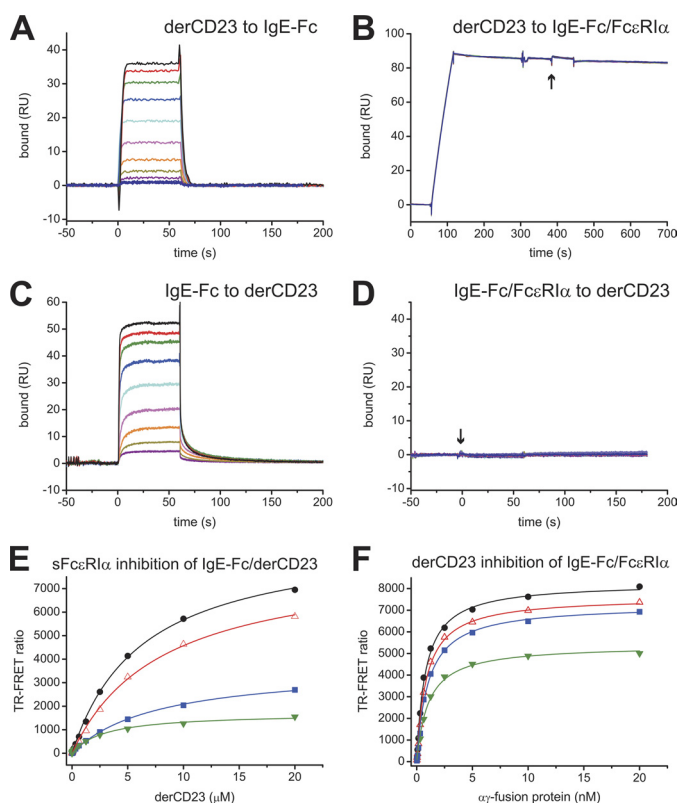 A
derCD23 to IgE-Fc
bound (RU)
40
30
20
10
0
-10
-50 0 50 100 150 200
time (s)
B
derCD23 to IgE-Fc/FcεRIα
bound (RU)
100
80
60
40
20
0
0 100 200 300 400 500 600 700
time (s)
C
IgE-Fc to derCD23
bound (RU)
60
50
40
30
20
10
0
-10
-50 0 50 100 150 200
time (s)
D
IgE-Fc/FcεRIα to derCD23
bound (RU)
40
30
20
10
0
-10
-50 0 50 100 150 200
time (s)
E
sFcεRIα inhibition of IgE-Fc/derCD23
TR-FRET ratio
7000
6000
5000
4000
3000
2000
1000
0
0 5 10 15 20
derCD23 (μM)
F
derCD23 inhibition of IgE-Fc/FcεRIα
TR-FRET ratio
8000
7000
6000
5000
4000
3000
2000
1000
0
0 5 10 15 20
αγ-fusion protein (nM)